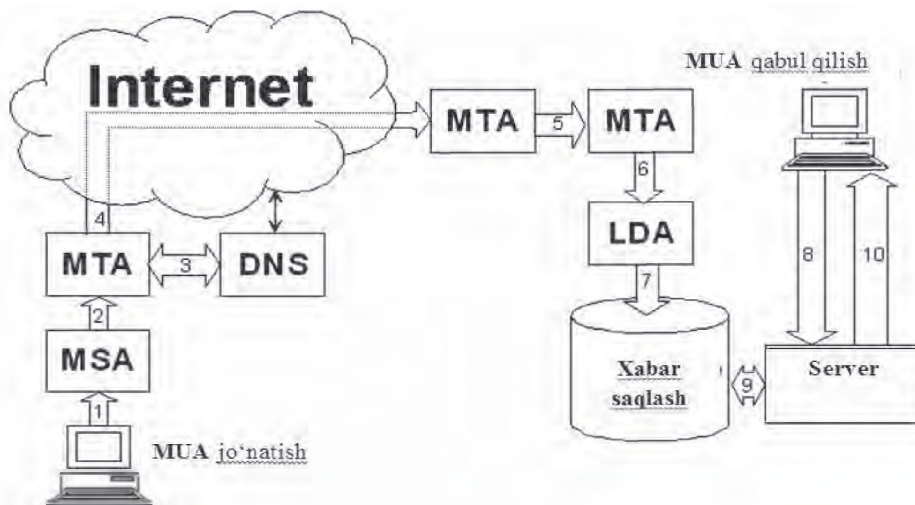 Internet
MUA qabul qilish
MTA
5
MTA
6
4
LDA
MTA
3
DNS
8
10
7
2
MSA
Xabar
saqlash
9
Server
1
MUA jo‘natish